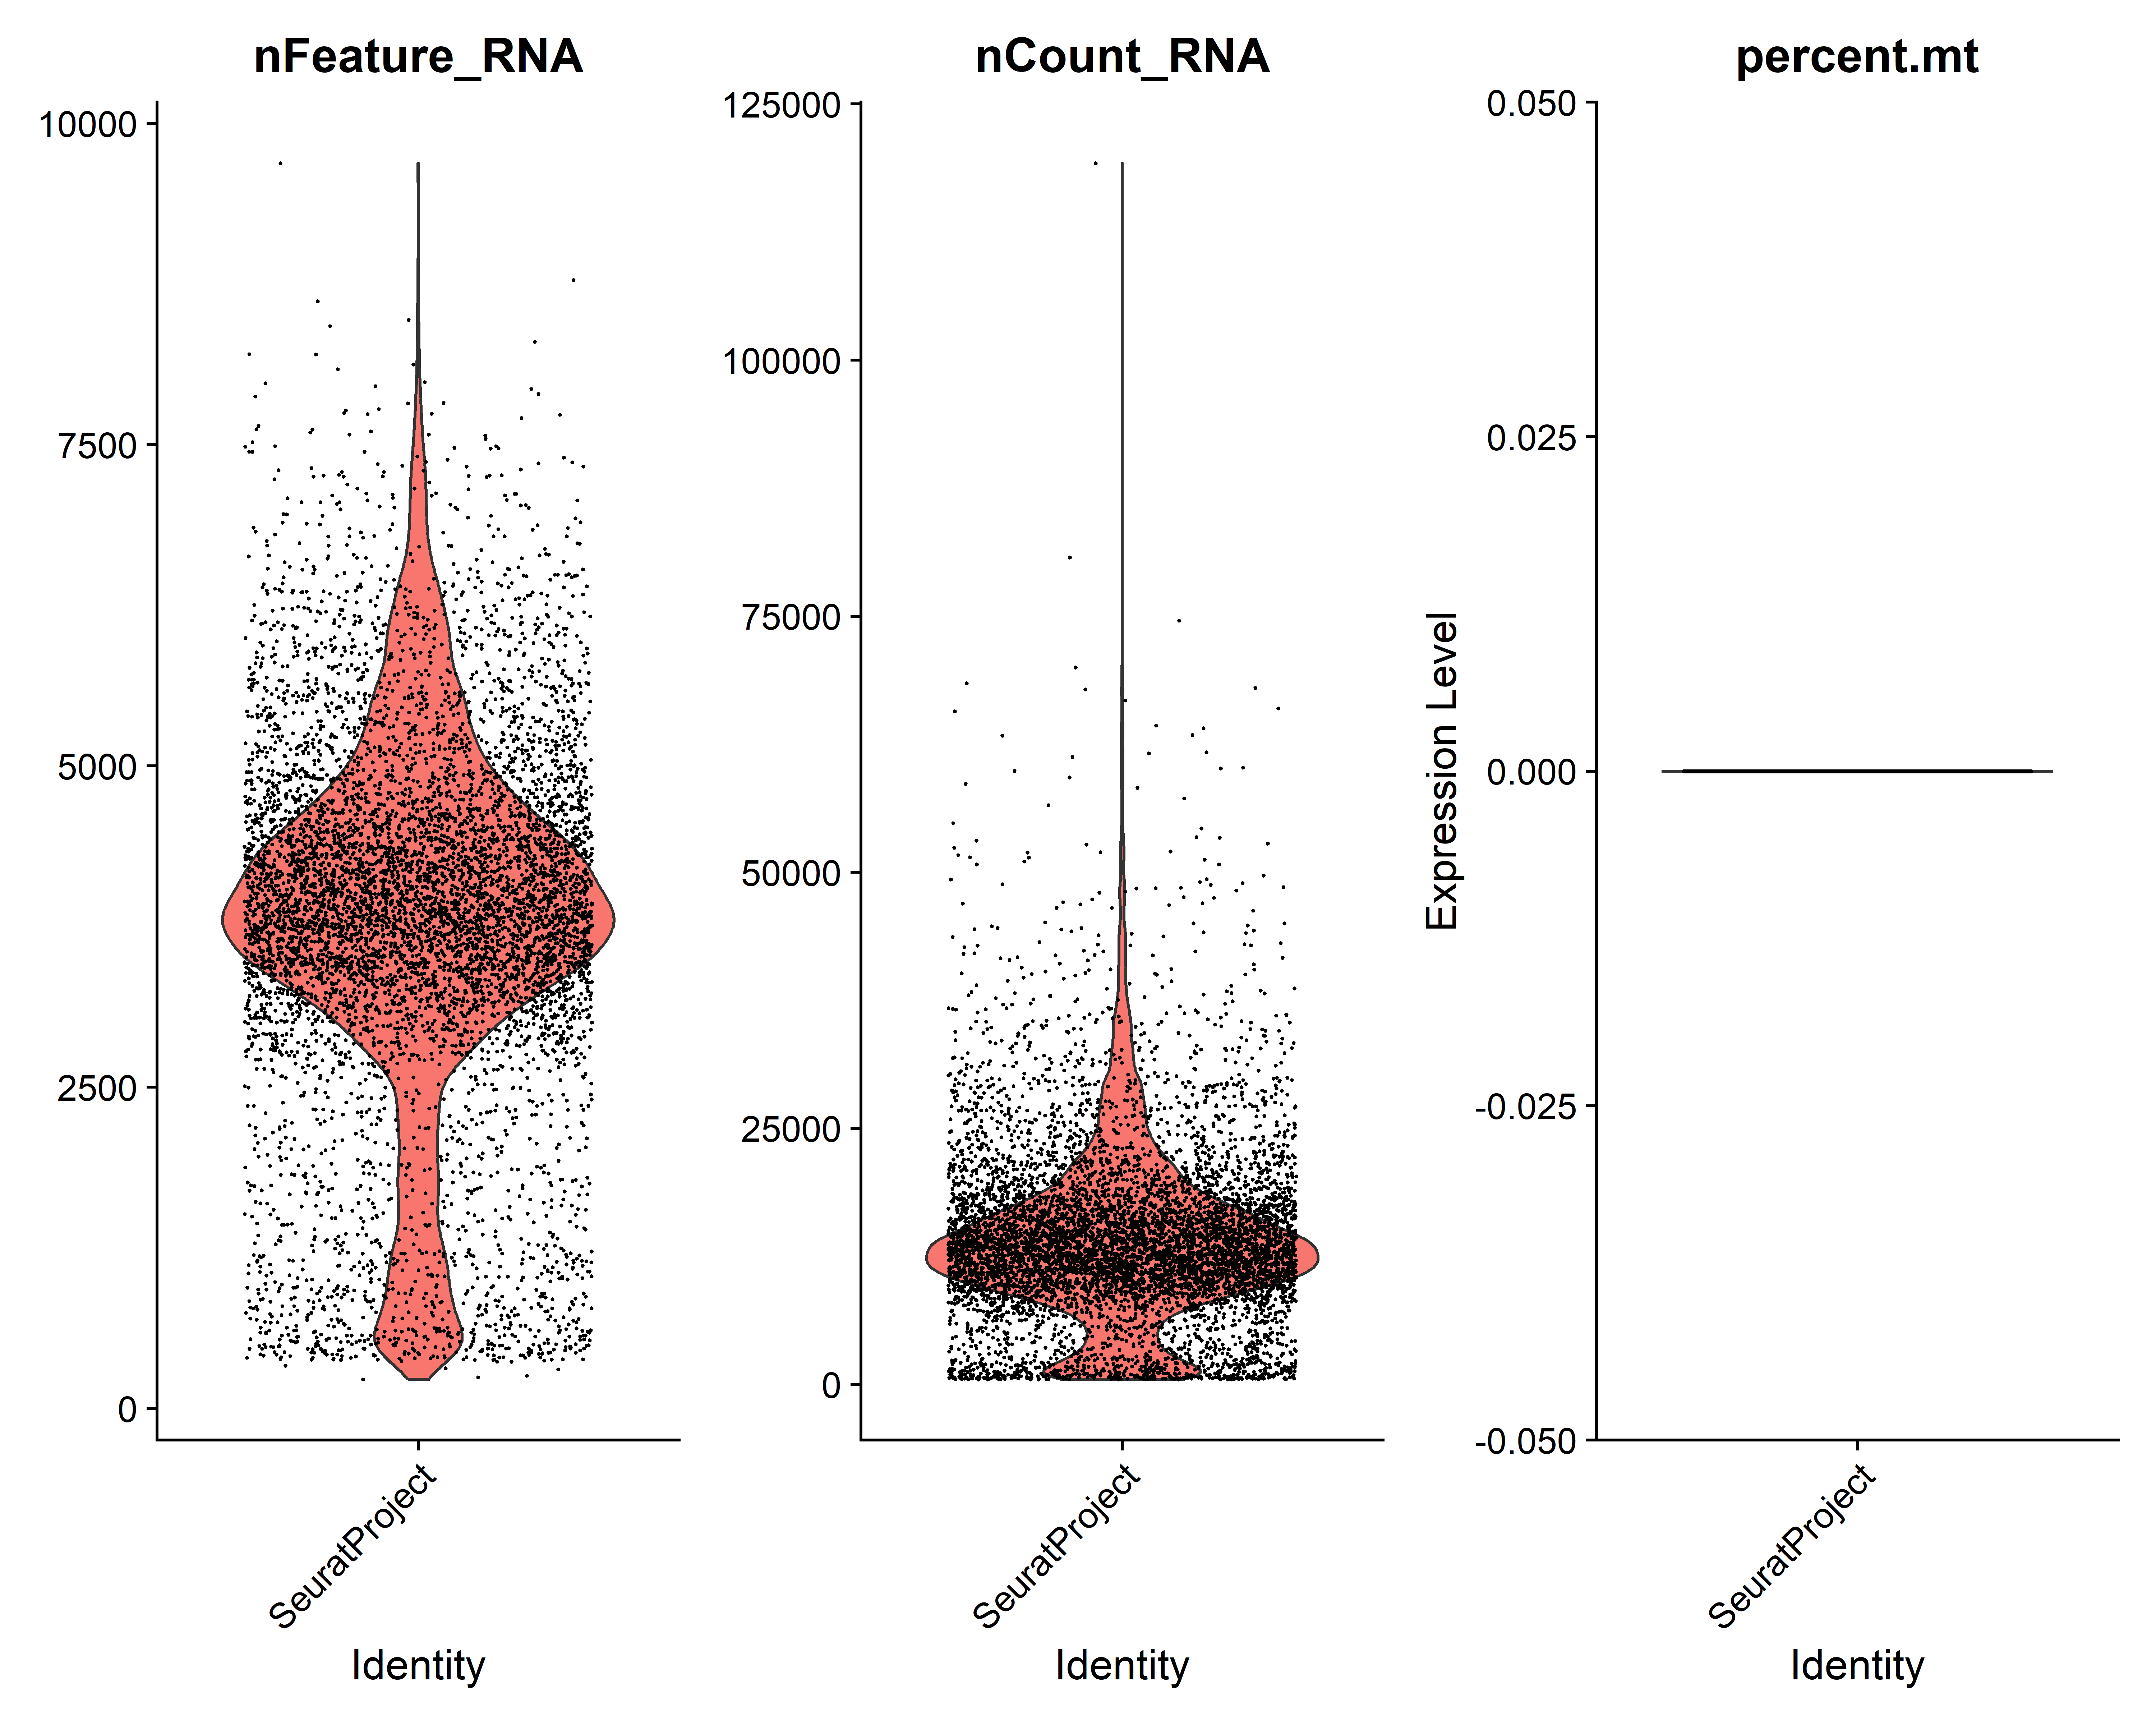 nFeature_RNA
10000
7500
5000
2500
0
SeuratProject
Identity
nCount_RNA
125000
100000
75000
50000
25000
0
SeuratProject
Identity
percent.mt
Expression Level
0.050
0.025
0.000
-0.025
-0.050
SeuratProject
Identity